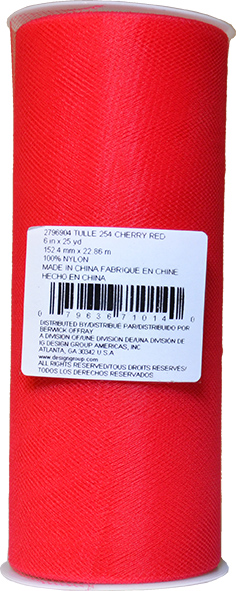 2796904 TULLE 254 CHERRY RED
6 in x 25 yd
152.4 mm x 22.86 m
100% NYLON
MADE IN CHINA FABRIQUE EN CHINE
HECHO EN CHINA
0 79636 71014 0
DISTRIBUTED BY/DISTRIBUÉ PAR/DISTRIBUIDO POR
BERWICK OFFRAY
A DIVISION OF/UNE DIVISION DE/UNA DIVISIÓN DE
IG DESIGN GROUP AMERICAS, INC
ATLANTA, GA 30342 U.S.A
www.designgroup.com
ALL RIGHTS RESERVED/TOUS DROITS RÉSERVÉS/
TODOS LOS DERECHOS RESERVADOS